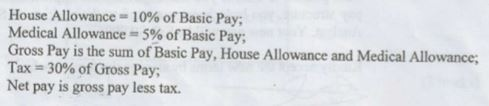 House Allowance = 10% of Basic Pay;
Medical Allowance = 5% of Basic Pay;
Gross Pay is the sum of Basic Pay, House Allowance and Medical Allowance;
Tax = 30% of Gross Pay;
Net pay is gross pay less tax.